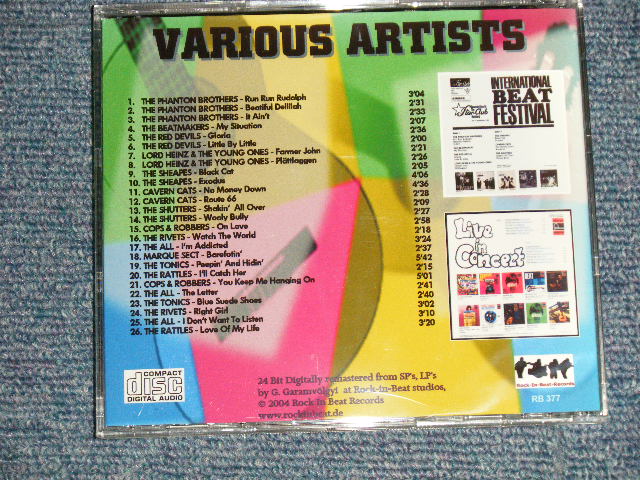 VARIOUS ARTISTS
1. THE PHANTON BROTHERS - Run Run Rudolph 3'04
2. THE PHANTON BROTHERS - Beatiful Delilah 2'31
3. THE PHANTON BROTHERS - It Ain't 2'33
4. THE BEATMAKERS - My Situation 2'07
5. THE RED DEVILS - Gloria 2'36
6. THE RED DEVILS - Little By Little 2'00
7. LORD HEINZ & THE YOUNG ONES - Farmer John 2'21
8. LORD HEINZ & THE YOUNG ONES - Plättlaggen 2'26
9. THE SHEAPES - Black Cat 2'05
10. THE SHEAPES - Exodus 4'06
11. CAVERN CATS - No Money Down 4'36
12. CAVERN CATS - Route 66 2'28
13. THE SHUTTERS - Shakin' All Over 2'09
14. THE SHUTTERS - Wooly Bully 2'27
15. COPS & ROBBERS - On Love 2'58
16. THE RIVETS - Watch The World 2'18
17. THE ALL - I'm Addicted 3'24
18. MARQUE SECT - Barefotin' 2'37
19. THE TONICS - Peepin' And Hidin' 5'42
20. THE RATTLES - I'll Catch Her 2'15
21. COPS & ROBBERS - You Keep Me Hanging On 5'01
22. THE ALL - The Letter 2'41
23. THE TONICS - Blue Suede Shoes 2'40
24. THE RIVETS - Right Girl 3'02
25. THE ALL - I Don't Want To Listen 3'10
26. THE RATTLES - Love Of My Life 3'20
INTERNATIONAL
BEAT
FESTIVAL
Star-Club
Live
in
Concert
COMPACT
disc
DIGITAL AUDIO
24 Bit Digitally remastered from SP's, LP's
by G. Garamvölgyi at Rock-in-Beat studios,
© 2004 Rock In Beat Records
www.rockinbeat.de
Rock-In-Beat-Records
RB 377